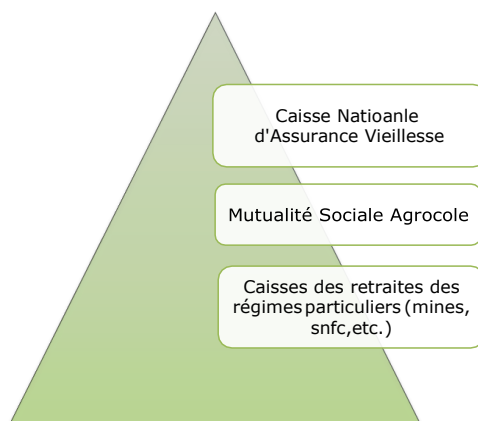 Caisse Natioanle
d'Assurance Vieillesse
Mutualité Sociale Agrocole
Caisses des retraites des
régimes particuliers (mines,
snfc,etc.)